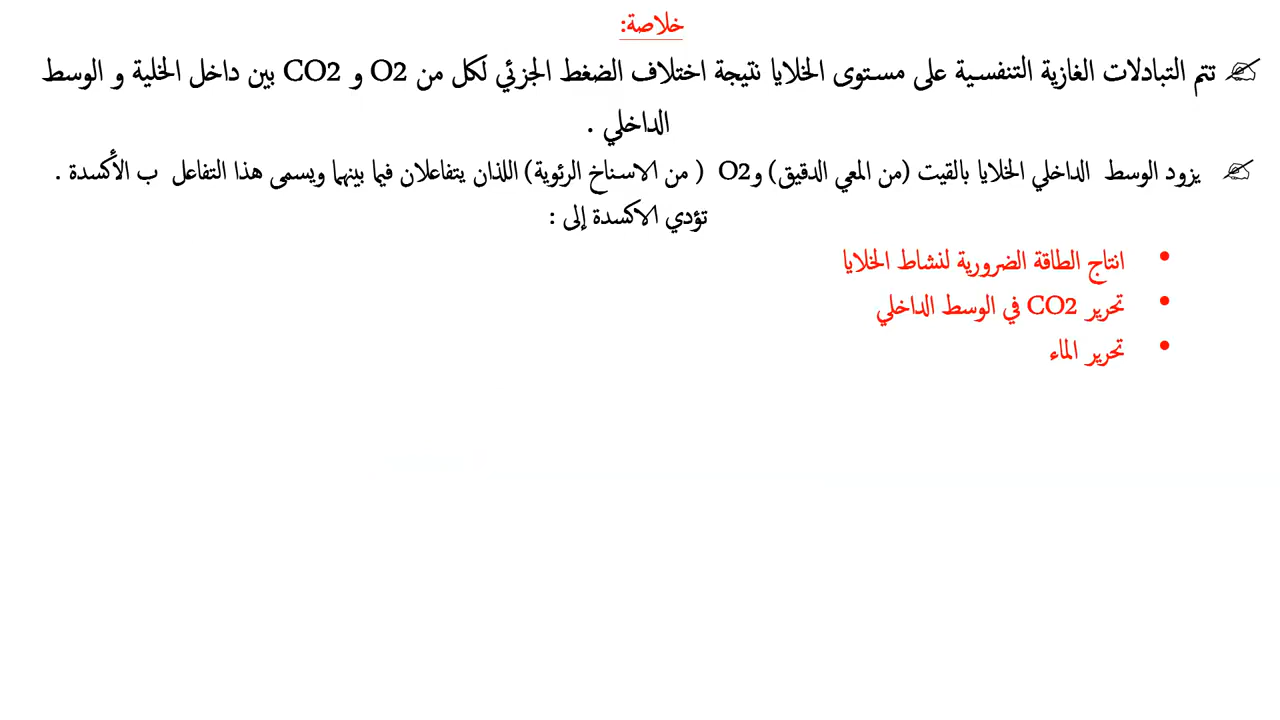 خلاصة:
تتم التبادلات الغازية التنفسية على مستوى الخلايا نتيجة اختلاف الضغط الجزئي لكل من O2 و CO2 بين داخل الخلية و الوسط
الداخلي .
يزود الوسط الداخلي الخلايا بالقيت (من المعي الدقيق) وO2 ( من الاسناخ الرئوية) اللذان يتفاعلان فيما بينهما ويسمى هذا التفاعل ب الأكسدة .
تؤدي الاكسدة إلى :
• انتاج الطاقة الضرورية لنشاط الخلايا
• تحرير CO2 في الوسط الداخلي
• تحرير الماء